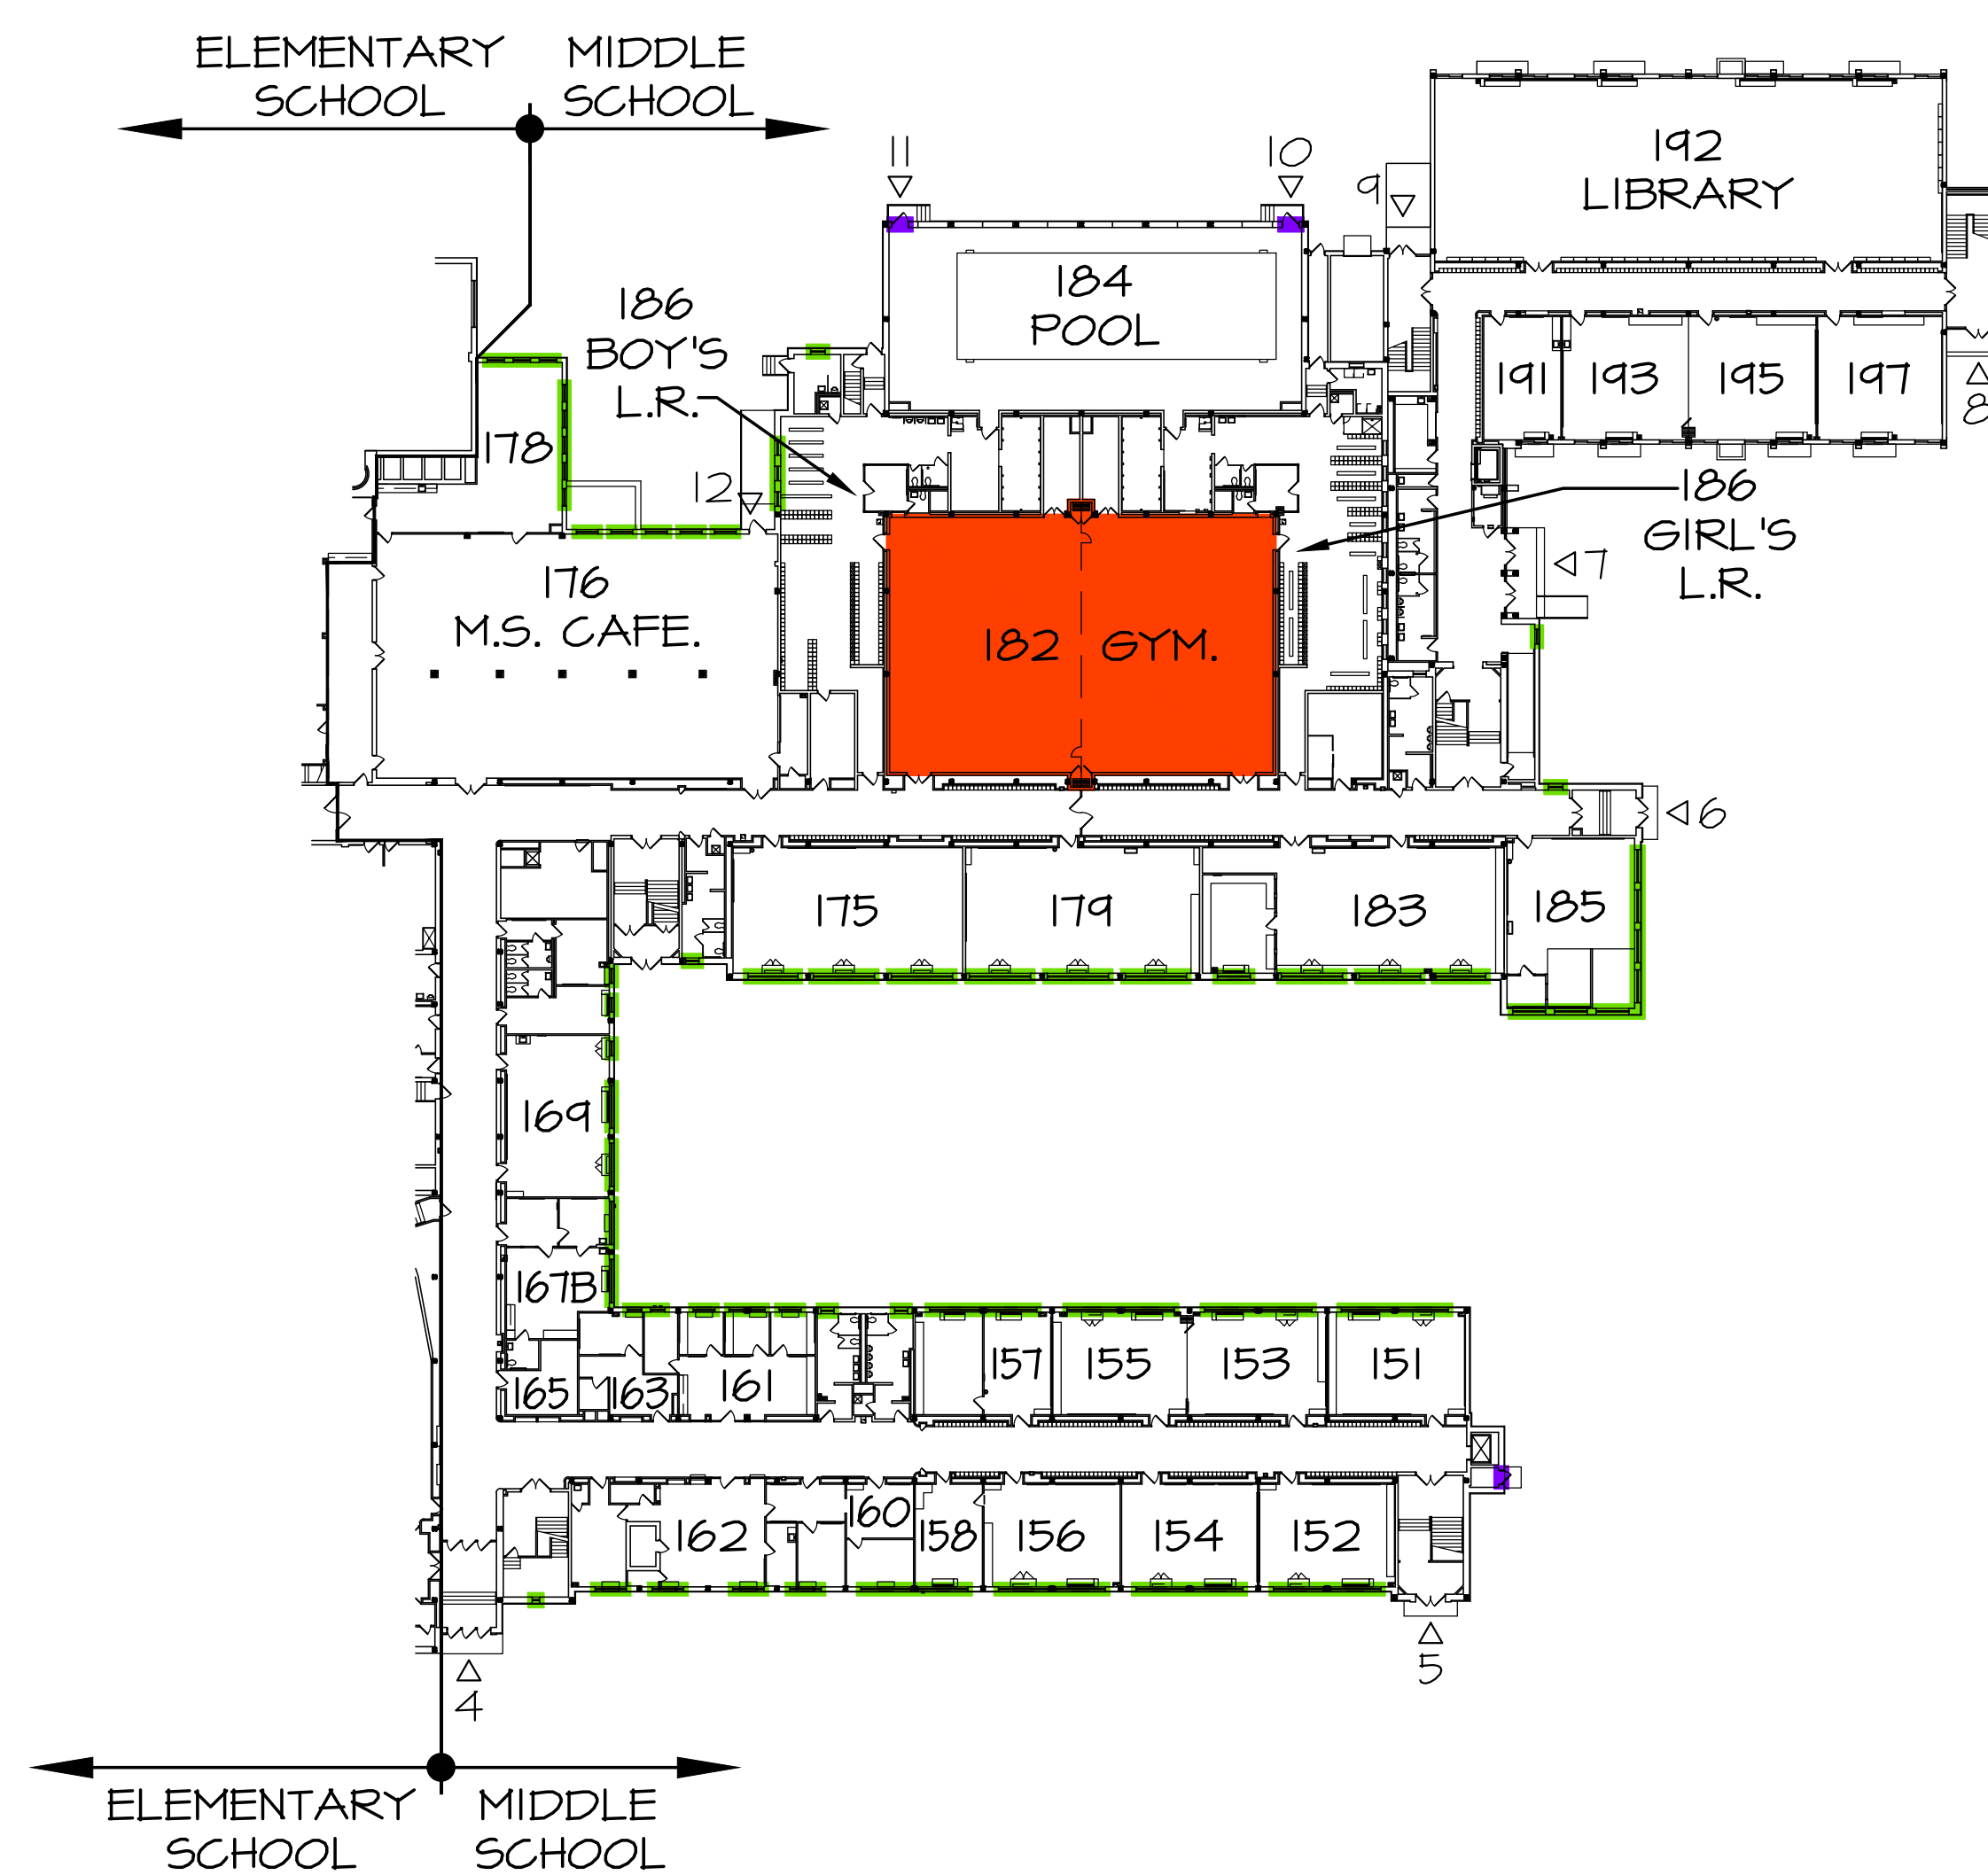 ELEMENTARY
SCHOOL
MIDDLE
SCHOOL
11
10
9
192
LIBRARY
184
POOL
186
BOY'S
L.R.
191
193
195
197
8
178
12
186
GIRL'S
L.R.
7
176
M.S. CAFE.
182 GYM.
6
175
179
183
185
169
167B
165
163
161
157
155
153
151
162
160
158
156
154
152
4
5
ELEMENTARY
SCHOOL
MIDDLE
SCHOOL